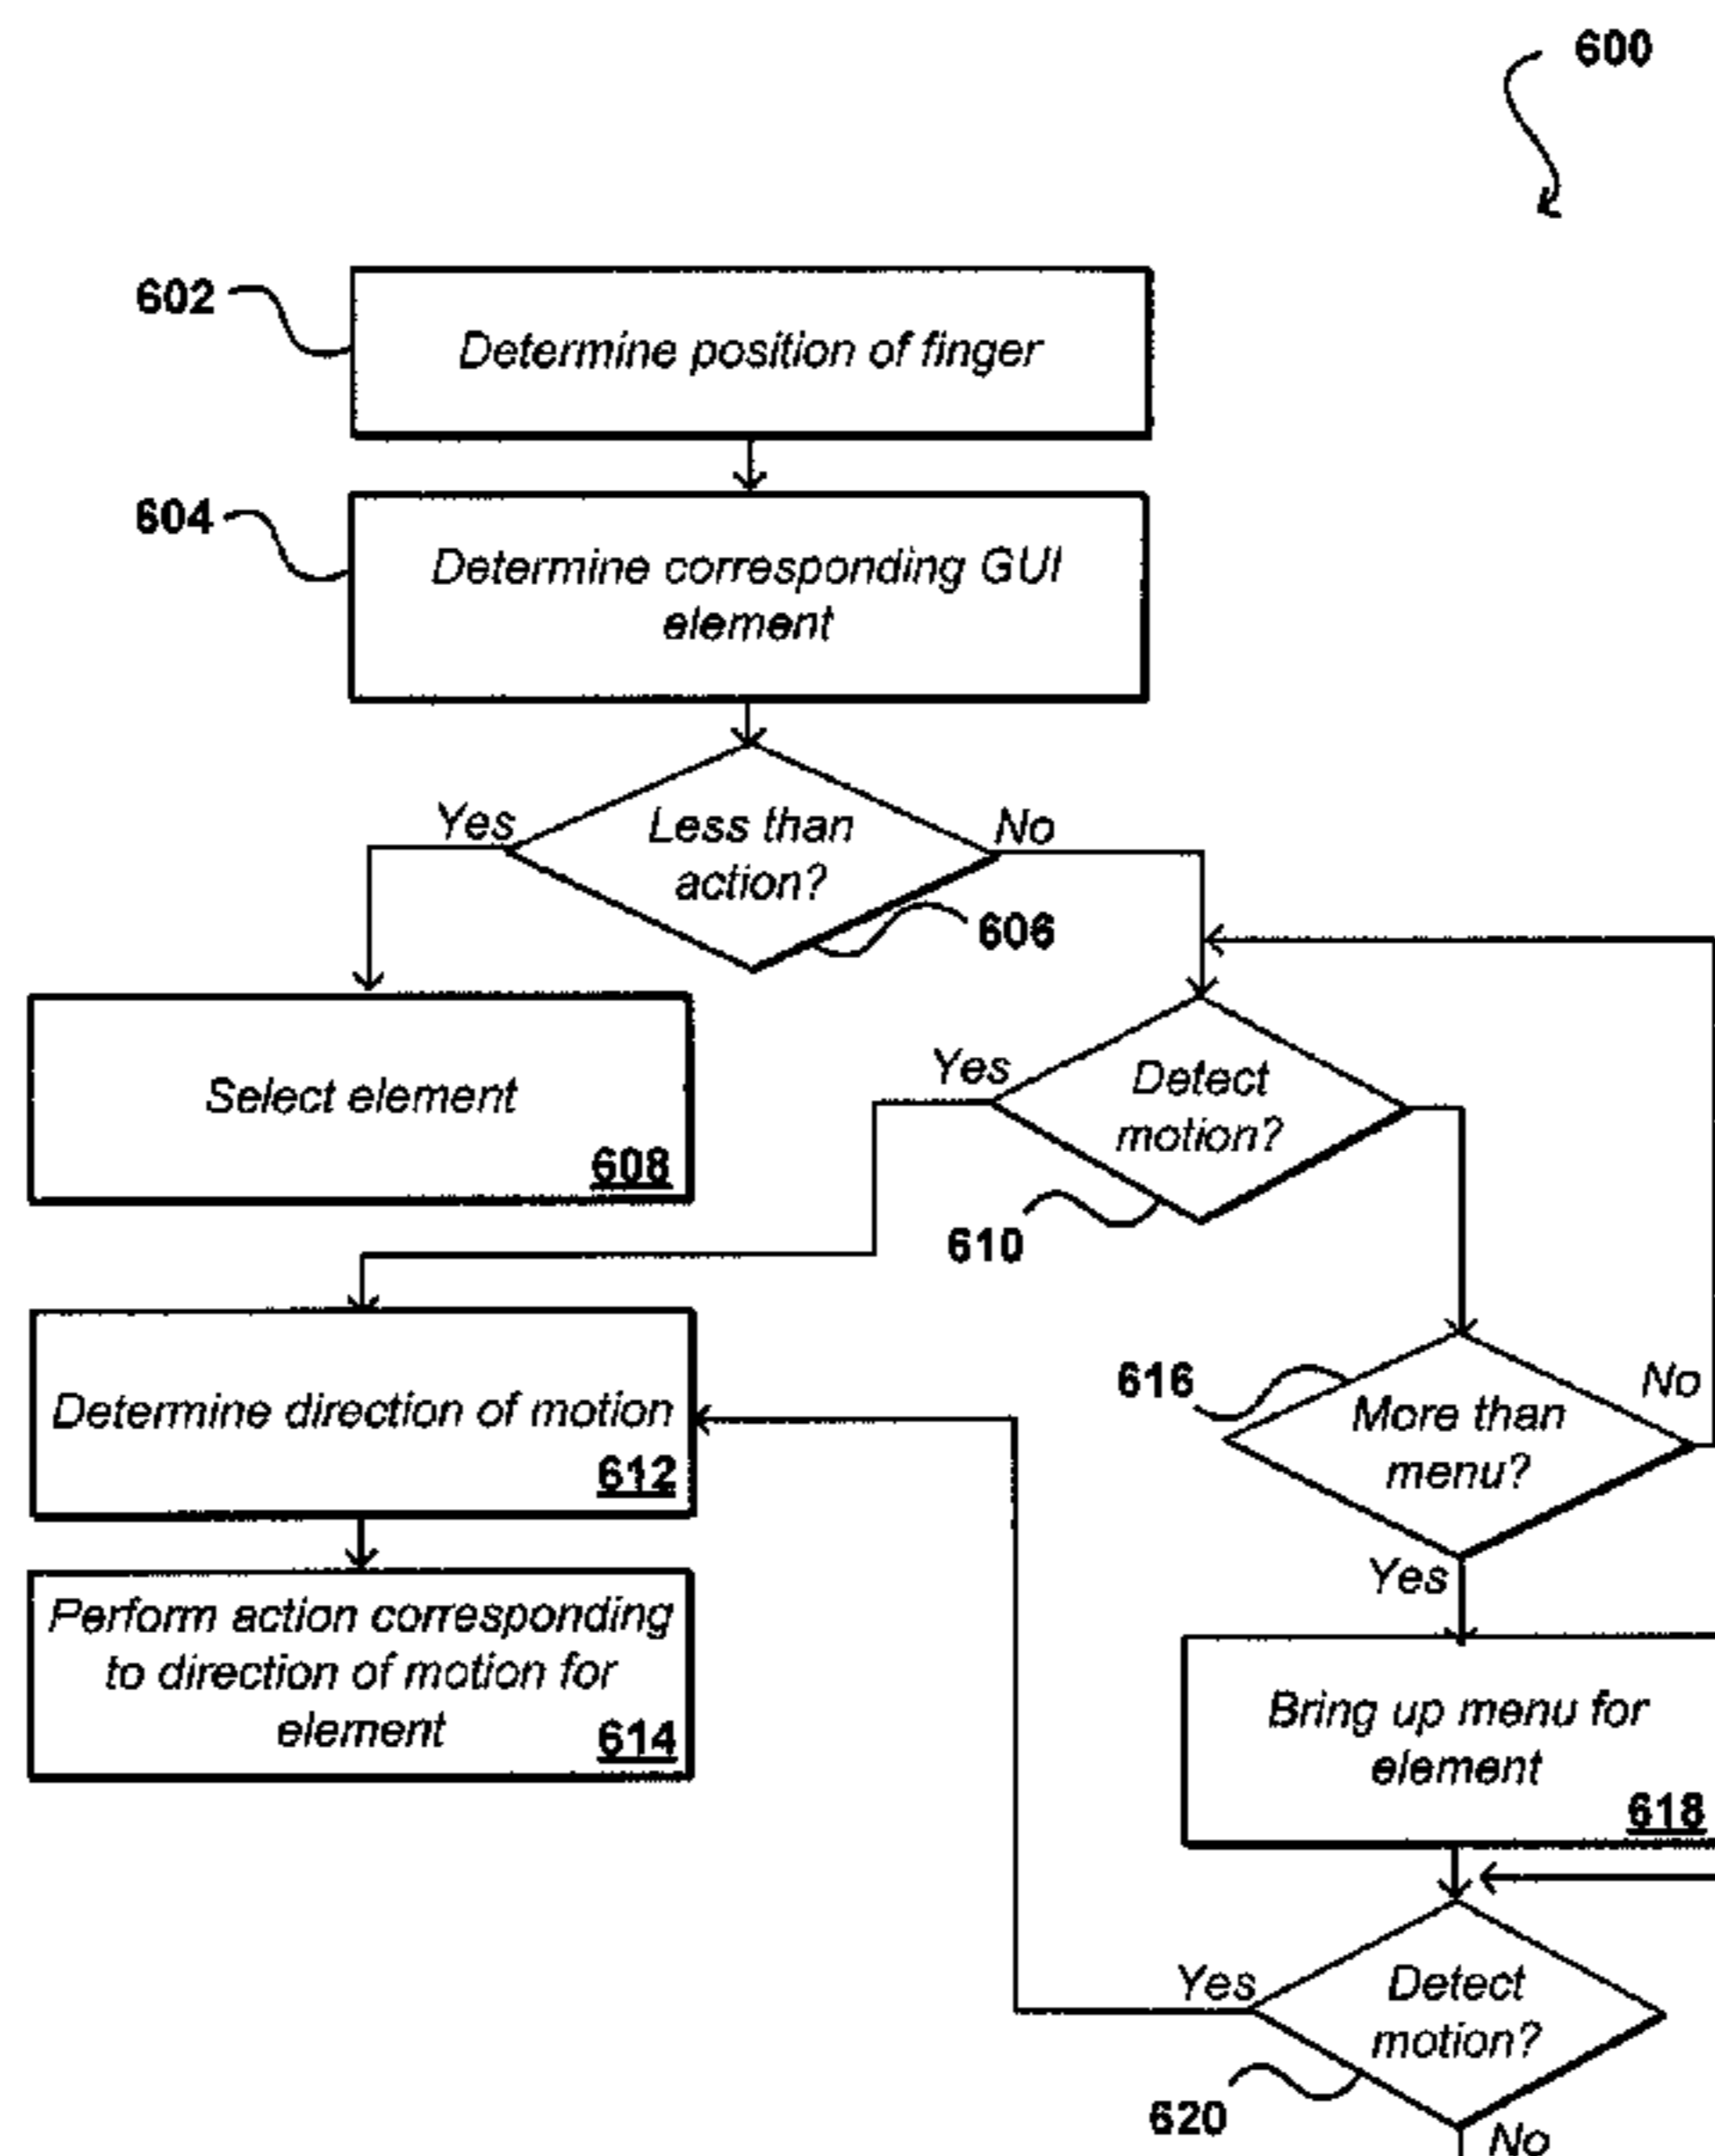 600
602
Determine position of finger
604
Determine corresponding GUI
element
Yes
Less than
action?
No
606
Select element
608
Yes
Detect
motion?
610
Determine direction of motion
612
616
More than
menu?
No
Yes
Perform action corresponding
to direction of motion for
element
614
Bring up menu for
element
618
Yes
Detect
motion?
620
No